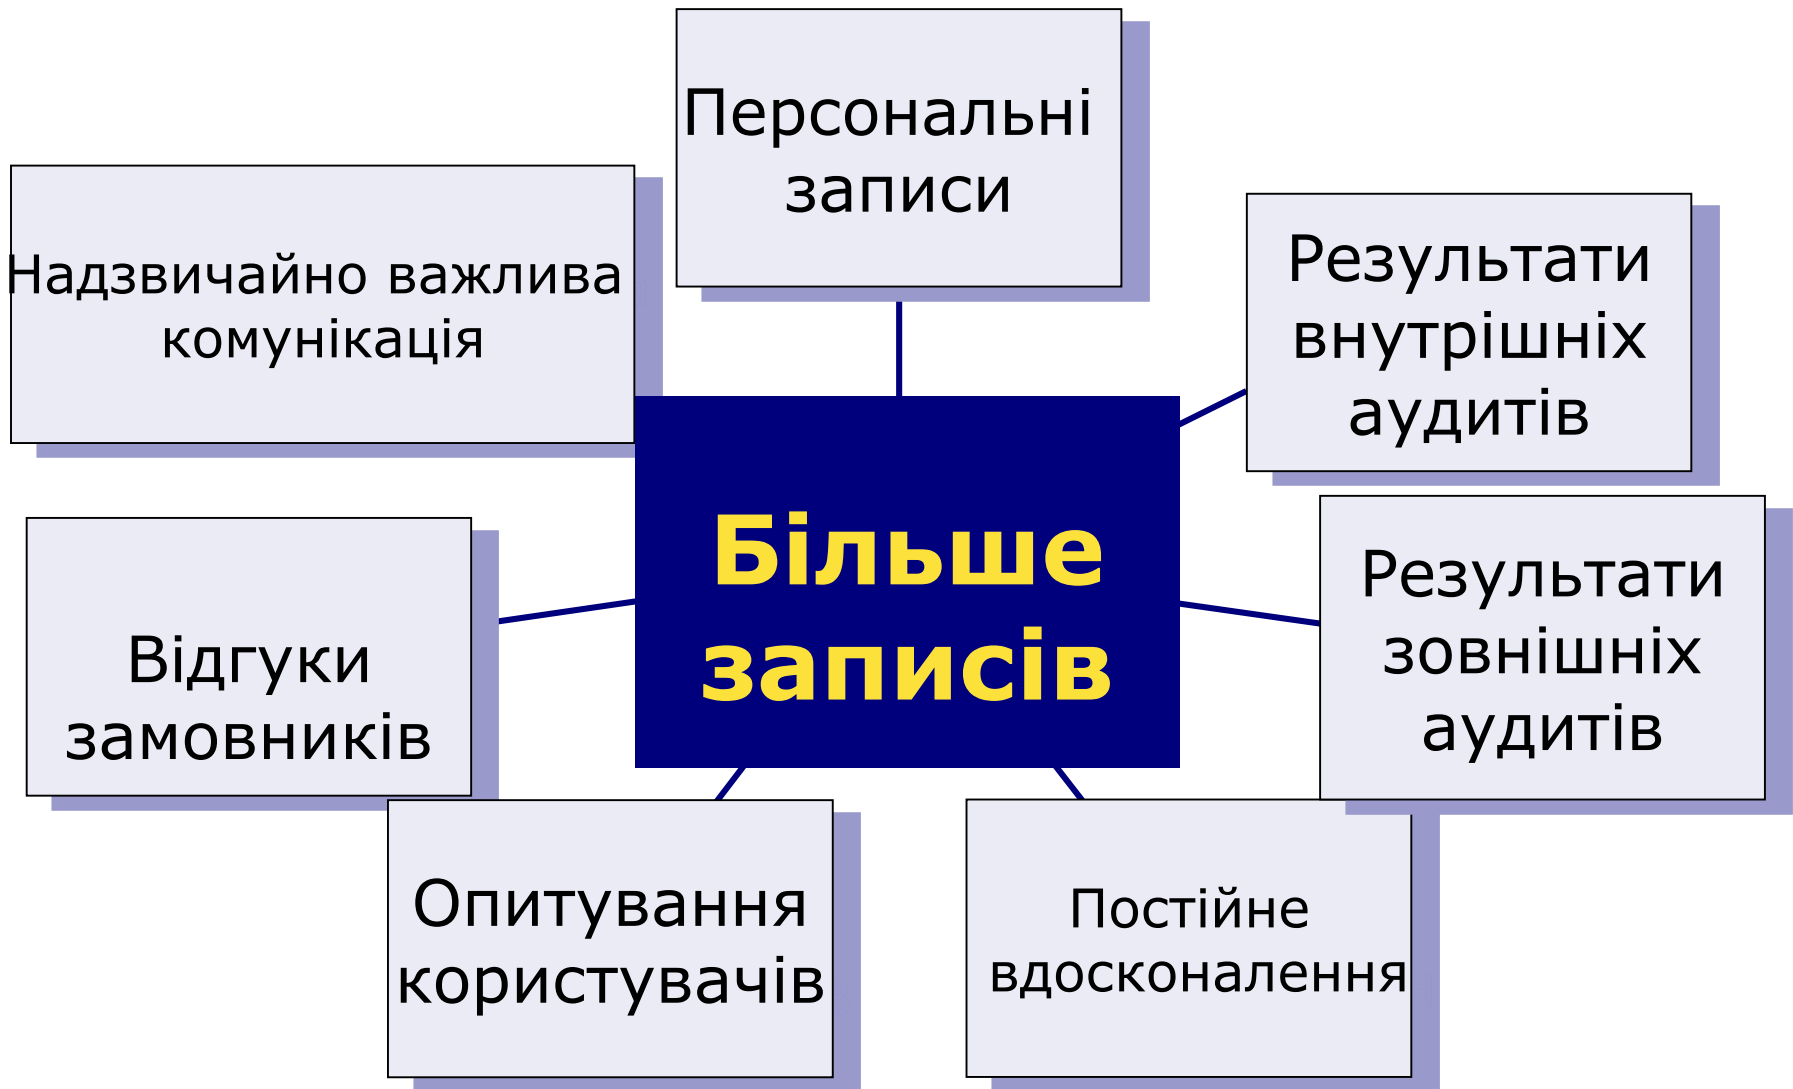 Персональні
записи
Надзвичайно важлива
комунікація
Результати
внутрішніх
аудитів
Більше
записів
Відгуки
замовників
Результати
зовнішніх
аудитів
Опитування
користувачів
Постійне
вдосконалення